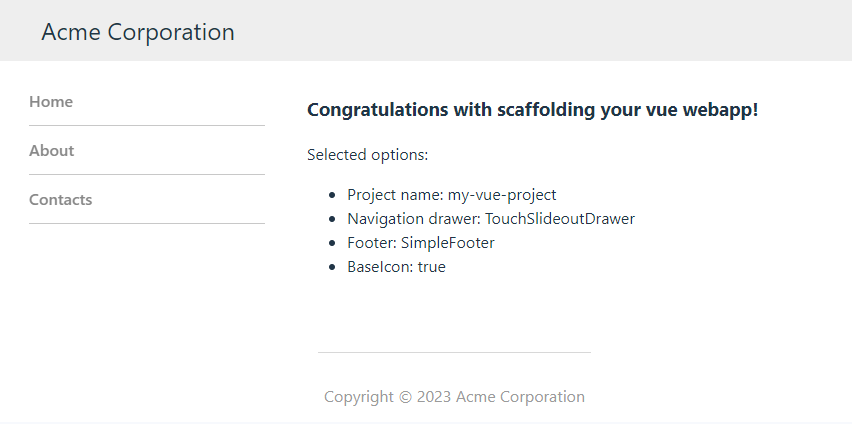 Acme Corporation
Home
About
Contacts
Congratulations with scaffolding your vue webapp!
Selected options:
• Project name: my-vue-project
• Navigation drawer: TouchSlideoutDrawer
• Footer: SimpleFooter
• BaseIcon: true
Copyright © 2023 Acme Corporation